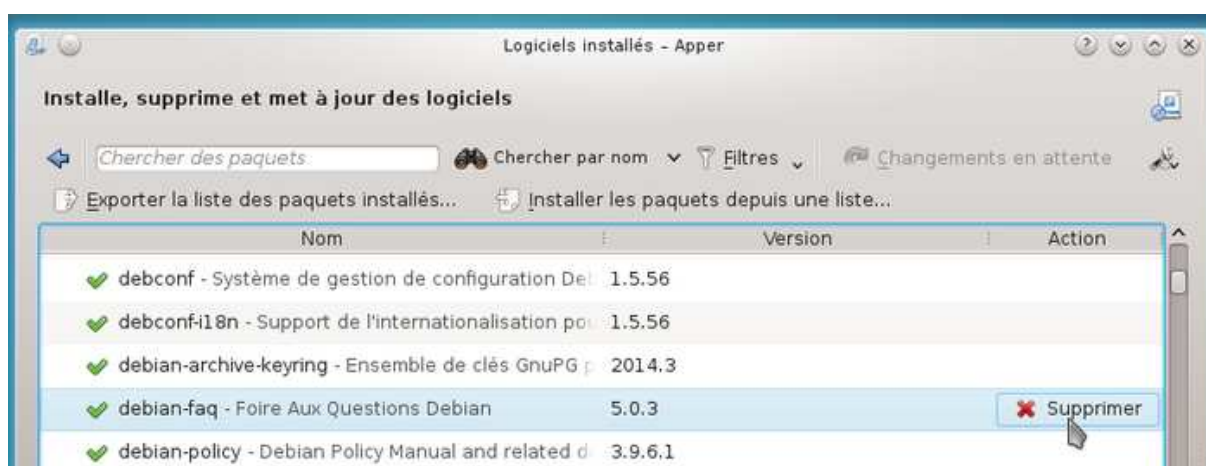 Logiciels installés - Apper
Installe, supprime et met à jour des logiciels
Chercher des paquets Chercher par nom Filtres Changements en attente
Exporter la liste des paquets installés... Installer les paquets depuis une liste...
Nom Version Action
debconf - Système de gestion de configuration 1.5.56
debconf-i18n - Support de l'internationalisation 1.5.56
debian-archive-keyring - Ensemble de clés GnuPG 2014.3
debian-faq - Foire Aux Questions Debian 5.0.3 Supprimer
debian-policy - Debian Policy Manual and related 3.9.6.1